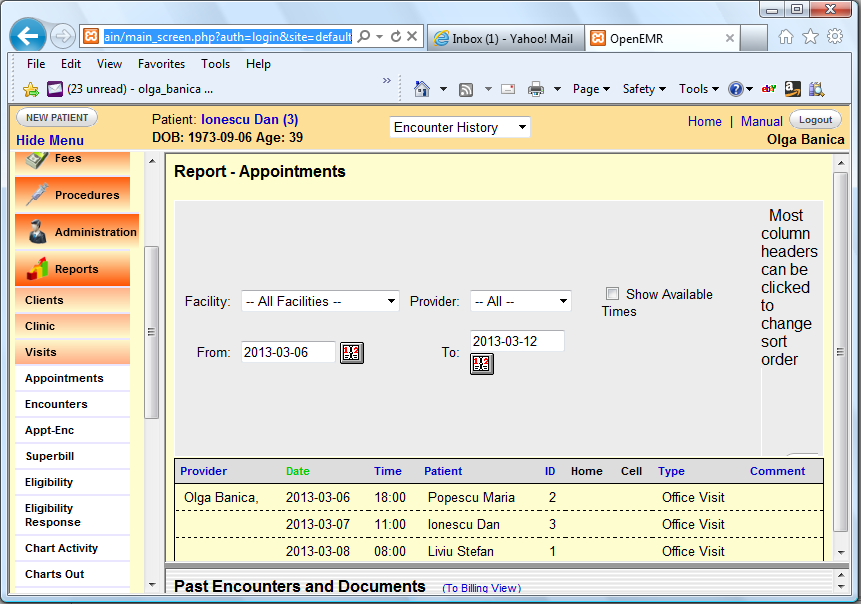 ain/main_screen.php?auth=login&site=default
Inbox (1) - Yahoo! Mail
OpenEMR
File Edit View Favorites Tools Help
(23 unread) - olga_banica ...
»
Page Safety Tools
ebY
a
NEW PATIENT
Hide Menu
Patient: Ionescu Dan (3)
DOB: 1973-09-06 Age: 39
Encounter History
Home | Manual Logout
Olga Banica
Fees
Procedures
Administration
Reports
Clients
Clinic
Visits
Appointments
Encounters
Appt-Enc
Superbill
Eligibility
Eligibility
Response
Chart Activity
Charts Out
Report - Appointments
Facility: -- All Facilities -- Provider: -- All -- Show Available
Times
From: 2013-03-06 To: 2013-03-12
Most
column
headers
can be
clicked
to
change
sort
order
Provider Date Time Patient ID Home Cell Type Comment
Olga Banica, 2013-03-06 18:00 Popescu Maria 2 Office Visit
2013-03-07 11:00 Ionescu Dan 3 Office Visit
2013-03-08 08:00 Liviu Stefan 1 Office Visit
Past Encounters and Documents (To Billing View)